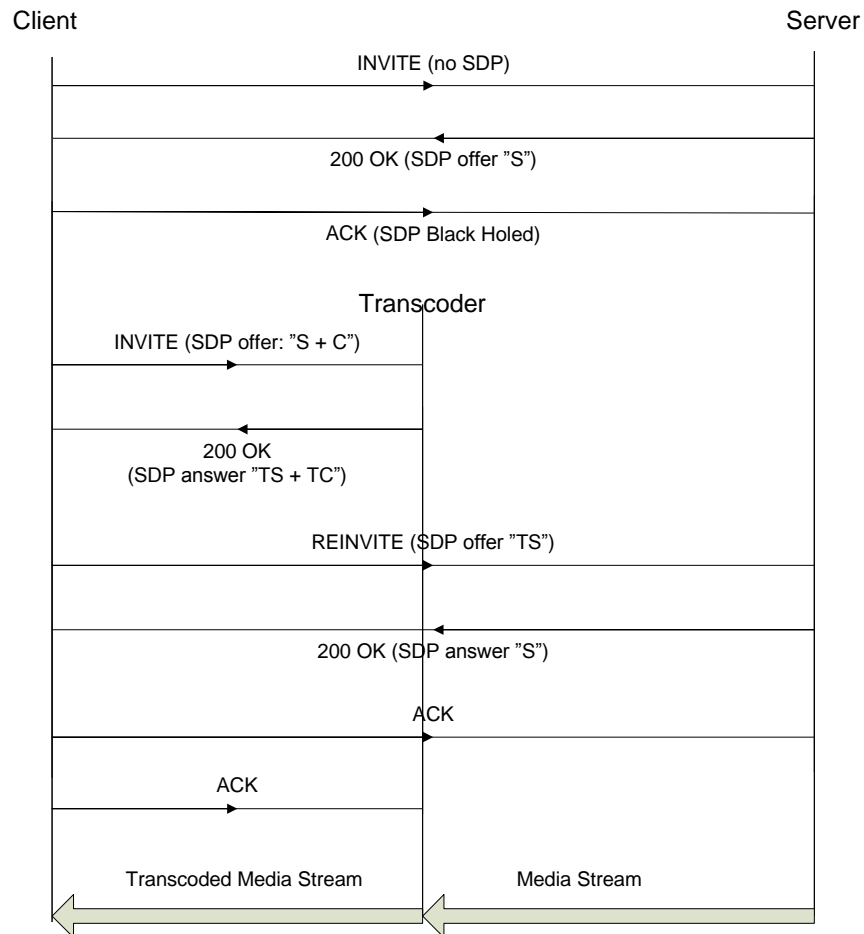 Client
Server
INVITE (no SDP)
200 OK (SDP offer ”S”)
ACK (SDP Black Holed)
Transcoder
INVITE (SDP offer: ”S + C”)
200 OK
(SDP answer ”TS + TC”)
REINVITE (SDP offer ”TS”)
200 OK (SDP answer ”S”)
ACK
ACK
Transcoded Media Stream
Media Stream